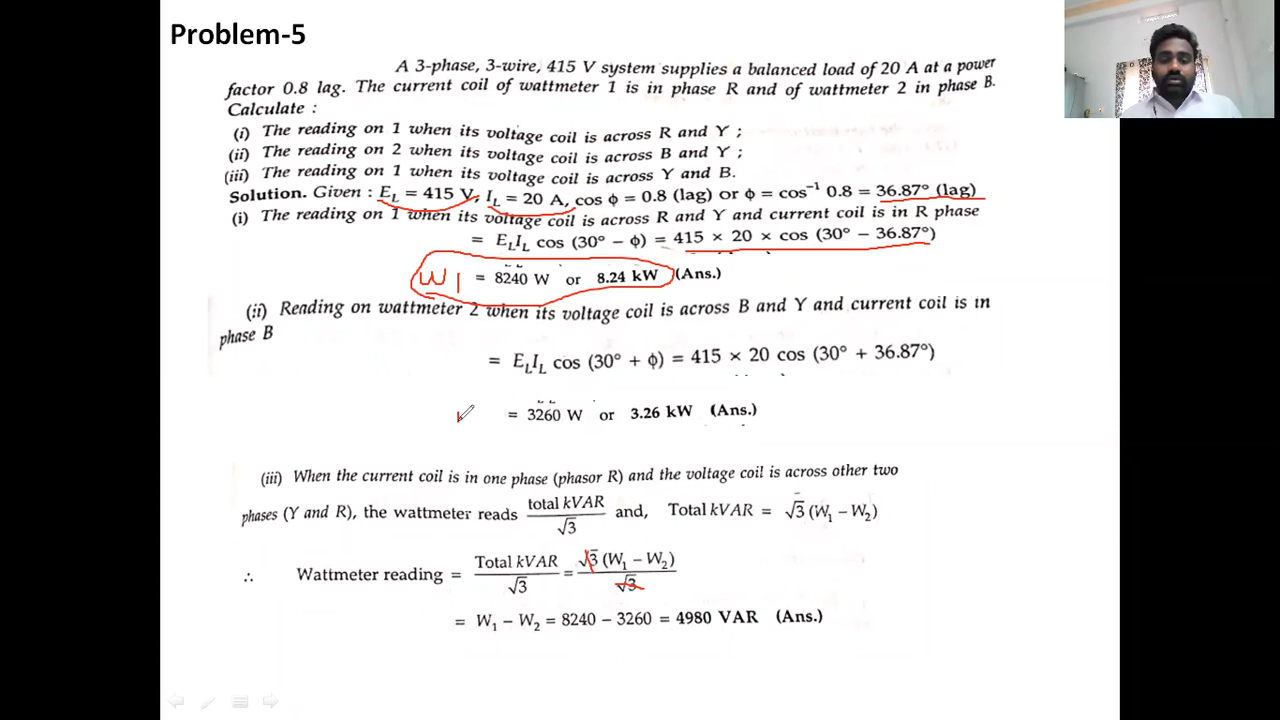 Problem-5
A 3-phase, 3-wire, 415 V system supplies a balanced load of 20 A at a power
factor 0.8 lag. The current coil of wattmeter 1 is in phase R and of wattmeter 2 in phase B.
Calculate :
(i) The reading on 1 when its voltage coil is across R and Y ;
(ii) The reading on 2 when its voltage coil is across B and Y ;
(iii) The reading on 1 when its voltage coil is across Y and B.
Solution. Given : E_L = 415 V, I_L = 20 A, cos ϕ = 0.8 (lag) or ϕ = cos⁻¹ 0.8 = 36.87° (lag)
(i) The reading on 1 when its voltage coil is across R and Y and current coil is in R phase
= E_L I_L cos (30° − ϕ) = 415 × 20 × cos (30° − 36.87°)
W1 = 8240 W or 8.24 kW (Ans.)
(ii) Reading on wattmeter 2 when its voltage coil is across B and Y and current coil is in
phase B
= E_L I_L cos (30° + ϕ) = 415 × 20 cos (30° + 36.87°)
= 3260 W or 3.26 kW (Ans.)
(iii) When the current coil is in one phase (phasor R) and the voltage coil is across other two
phases (Y and R), the wattmeter reads total kVAR/√3 and, Total kVAR = √3 (W₁ − W₂)
∴ Wattmeter reading = Total kVAR/√3 = √3 (W₁ − W₂)/√3
= W₁ − W₂ = 8240 − 3260 = 4980 VAR (Ans.)